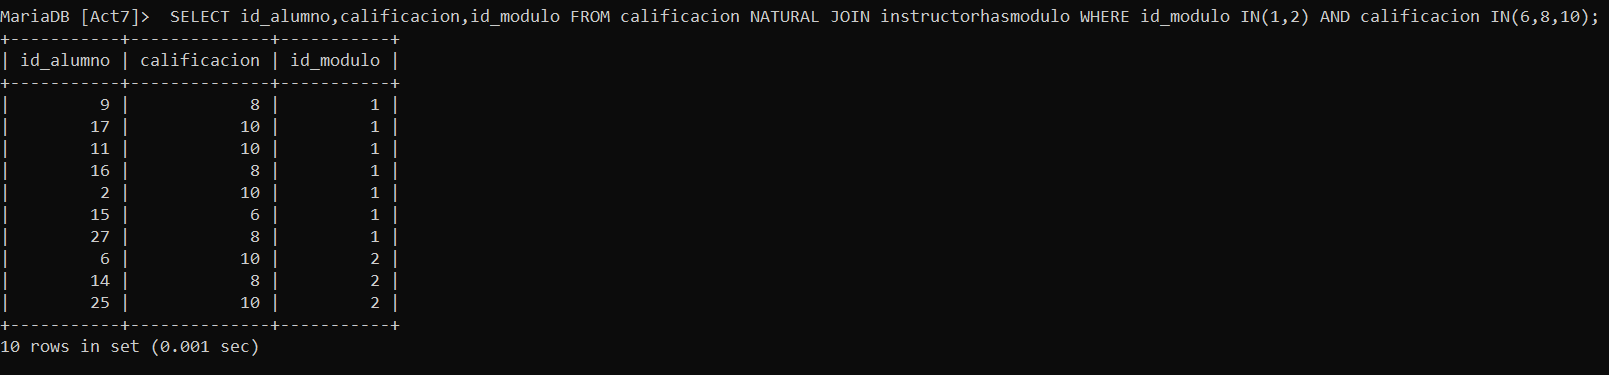 MariaDB [Act7]>  SELECT id_alumno,calificacion,id_modulo FROM calificacion NATURAL JOIN instructorhasmodulo WHERE id_modulo IN(1,2) AND calificacion IN(6,8,10);
+-----------+--------------+-----------+
| id_alumno | calificacion | id_modulo |
+-----------+--------------+-----------+
|         9 |            8 |         1 |
|        17 |           10 |         1 |
|        11 |           10 |         1 |
|        16 |            8 |         1 |
|         2 |           10 |         1 |
|        15 |            6 |         1 |
|        27 |            8 |         1 |
|         6 |           10 |         2 |
|        14 |            8 |         2 |
|        25 |           10 |         2 |
+-----------+--------------+-----------+
10 rows in set (0.001 sec)